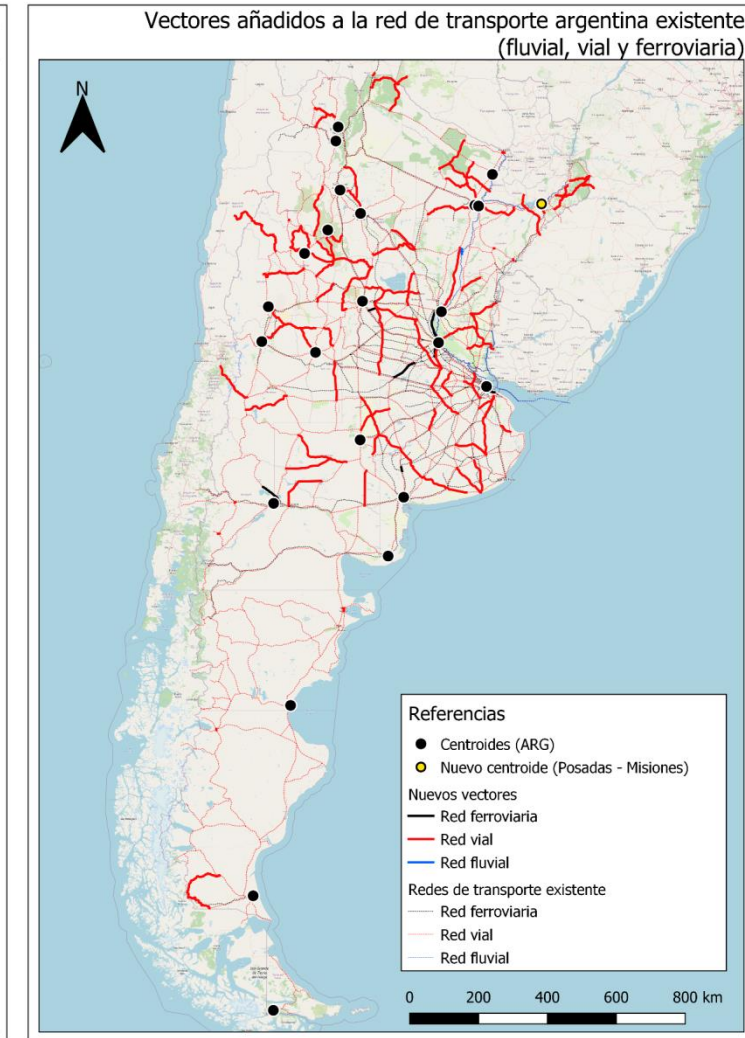 Vectores añadidos a la red de transporte argentina existente
(fluvial, vial y ferroviaria)
N
Referencias
Centroides (ARG)
Nuevo centroide (Posadas - Misiones)
Nuevos vectores
Red ferroviaria
Red vial
Red fluvial
Redes de transporte existente
Red ferroviaria
Red vial
Red fluvial
0 200 400 600 800 km